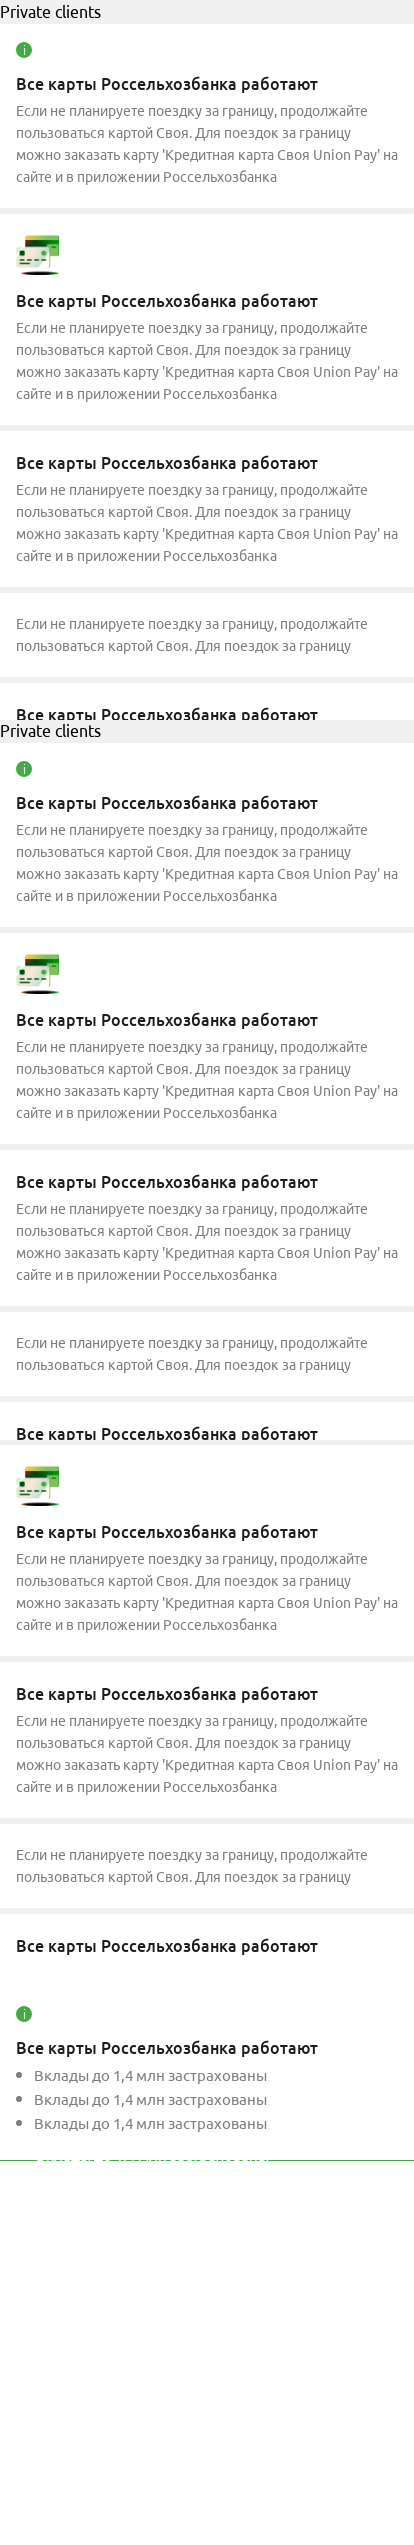 Private clients
Все карты Россельхозбанка работают
Если не планируете поездку за границу, продолжайте
пользоваться картой Своя. Для поездок за границу
можно заказать карту 'Кредитная карта Своя Union Pay' на
сайте и в приложении Россельхозбанка
Все карты Россельхозбанка работают
Если не планируете поездку за границу, продолжайте
пользоваться картой Своя. Для поездок за границу
можно заказать карту 'Кредитная карта Своя Union Pay' на
сайте и в приложении Россельхозбанка
Все карты Россельхозбанка работают
Если не планируете поездку за границу, продолжайте
пользоваться картой Своя. Для поездок за границу
можно заказать карту 'Кредитная карта Своя Union Pay' на
сайте и в приложении Россельхозбанка
Если не планируете поездку за границу, продолжайте
пользоваться картой Своя. Для поездок за границу
Все карты Россельхозбанка работают
Private clients
Все карты Россельхозбанка работают
Если не планируете поездку за границу, продолжайте
пользоваться картой Своя. Для поездок за границу
можно заказать карту 'Кредитная карта Своя Union Pay' на
сайте и в приложении Россельхозбанка
Все карты Россельхозбанка работают
Если не планируете поездку за границу, продолжайте
пользоваться картой Своя. Для поездок за границу
можно заказать карту 'Кредитная карта Своя Union Pay' на
сайте и в приложении Россельхозбанка
Все карты Россельхозбанка работают
Если не планируете поездку за границу, продолжайте
пользоваться картой Своя. Для поездок за границу
можно заказать карту 'Кредитная карта Своя Union Pay' на
сайте и в приложении Россельхозбанка
Если не планируете поездку за границу, продолжайте
пользоваться картой Своя. Для поездок за границу
Все карты Россельхозбанка работают
Все карты Россельхозбанка работают
Если не планируете поездку за границу, продолжайте
пользоваться картой Своя. Для поездок за границу
можно заказать карту 'Кредитная карта Своя Union Pay' на
сайте и в приложении Россельхозбанка
Все карты Россельхозбанка работают
Если не планируете поездку за границу, продолжайте
пользоваться картой Своя. Для поездок за границу
можно заказать карту 'Кредитная карта Своя Union Pay' на
сайте и в приложении Россельхозбанка
Если не планируете поездку за границу, продолжайте
пользоваться картой Своя. Для поездок за границу
Все карты Россельхозбанка работают
Все карты Россельхозбанка работают
Вклады до 1,4 млн застрахованы
Вклады до 1,4 млн застрахованы
Вклады до 1,4 млн застрахованы